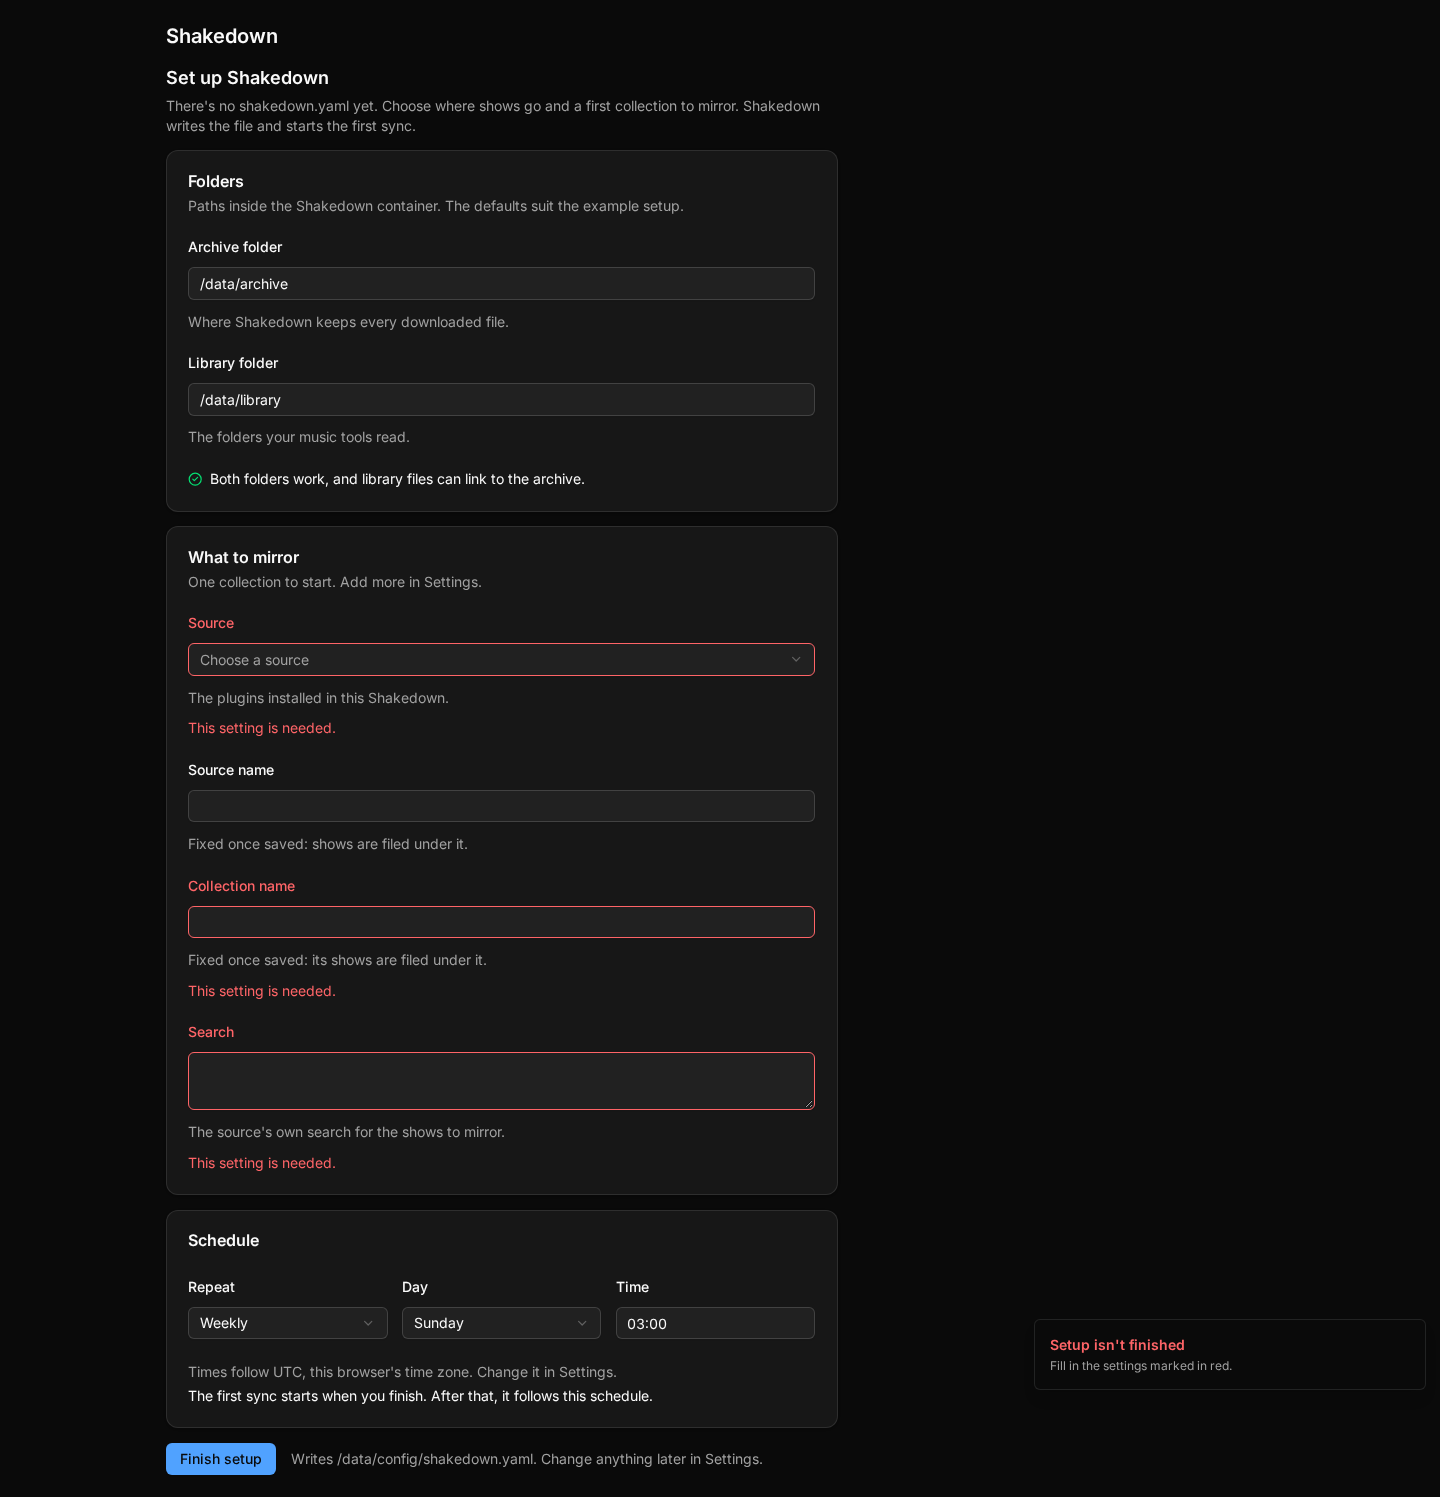 Shakedown
Set up Shakedown
There's no shakedown.yaml yet. Choose where shows go and a first collection to mirror. Shakedown
writes the file and starts the first sync.
Folders
Paths inside the Shakedown container. The defaults suit the example setup.
Archive folder
/data/archive
Where Shakedown keeps every downloaded file.
Library folder
/data/library
The folders your music tools read.
Both folders work, and library files can link to the archive.
What to mirror
One collection to start. Add more in Settings.
Source
Choose a source
The plugins installed in this Shakedown.
This setting is needed.
Source name
Fixed once saved: shows are filed under it.
Collection name
Fixed once saved: its shows are filed under it.
This setting is needed.
Search
The source's own search for the shows to mirror.
This setting is needed.
Schedule
Repeat Day Time
Weekly Sunday 03:00
Times follow UTC, this browser's time zone. Change it in Settings.
The first sync starts when you finish. After that, it follows this schedule.
Setup isn't finished
Fill in the settings marked in red.
Finish setup Writes /data/config/shakedown.yaml. Change anything later in Settings.